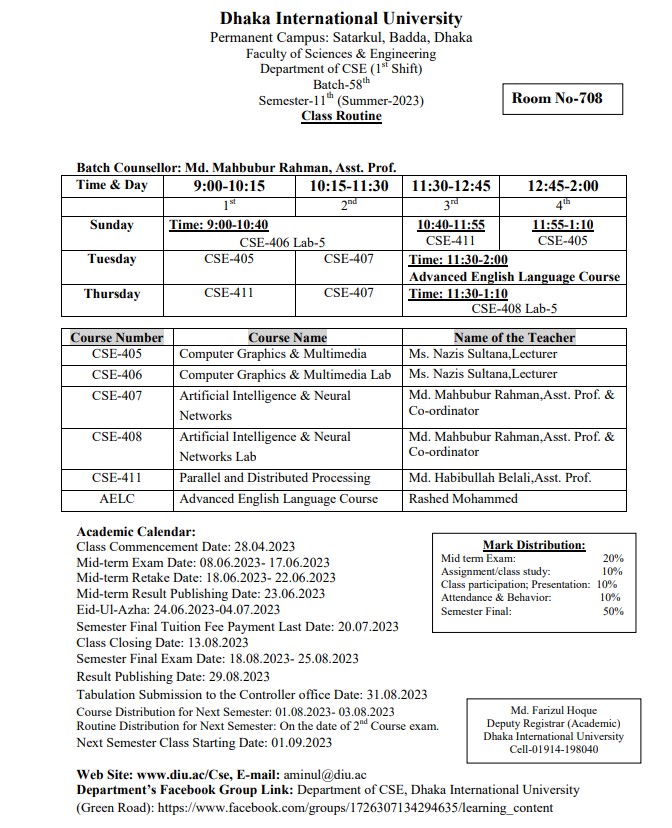 Dhaka International University
Permanent Campus: Satarkul, Badda, Dhaka
Faculty of Sciences & Engineering
Department of CSE (1st Shift)
Batch-58th
Semester-11th (Summer-2023)
Class Routine
Room No-708
Batch Counsellor: Md. Mahbubur Rahman, Asst. Prof.
Time & Day 9:00-10:15 10:15-11:30 11:30-12:45 12:45-2:00
1st 2nd 3rd 4th
Sunday Time: 9:00-10:40 10:40-11:55 11:55-1:10
CSE-406 Lab-5 CSE-411 CSE-405
Tuesday CSE-405 CSE-407 Time: 11:30-2:00
Advanced English Language Course
Thursday CSE-411 CSE-407 Time: 11:30-1:10
CSE-408 Lab-5
Course Number Course Name Name of the Teacher
CSE-405 Computer Graphics & Multimedia Ms. Nazis Sultana,Lecturer
CSE-406 Computer Graphics & Multimedia Lab Ms. Nazis Sultana,Lecturer
CSE-407 Artificial Intelligence & Neural Networks Md. Mahbubur Rahman,Asst. Prof. & Co-ordinator
CSE-408 Artificial Intelligence & Neural Networks Lab Md. Mahbubur Rahman,Asst. Prof. & Co-ordinator
CSE-411 Parallel and Distributed Processing Md. Habibullah Belali,Asst. Prof.
AELC Advanced English Language Course Rashed Mohammed
Academic Calendar:
Class Commencement Date: 28.04.2023
Mid-term Exam Date: 08.06.2023- 17.06.2023
Mid-term Retake Date: 18.06.2023- 22.06.2023
Mid-term Result Publishing Date: 23.06.2023
Eid-Ul-Azha: 24.06.2023-04.07.2023
Semester Final Tuition Fee Payment Last Date: 20.07.2023
Class Closing Date: 13.08.2023
Semester Final Exam Date: 18.08.2023- 25.08.2023
Result Publishing Date: 29.08.2023
Tabulation Submission to the Controller office Date: 31.08.2023
Course Distribution for Next Semester: 01.08.2023- 03.08.2023
Routine Distribution for Next Semester: On the date of 2nd Course exam.
Next Semester Class Starting Date: 01.09.2023
Mark Distribution:
Mid term Exam: 20%
Assignment/class study: 10%
Class participation; Presentation: 10%
Attendance & Behavior: 10%
Semester Final: 50%
Md. Farizul Hoque
Deputy Registrar (Academic)
Dhaka International University
Cell-01914-198040
Web Site: www.diu.ac/Cse, E-mail: aminul@diu.ac
Department's Facebook Group Link: Department of CSE, Dhaka International University
(Green Road): https://www.facebook.com/groups/1726307134294635/learning_content